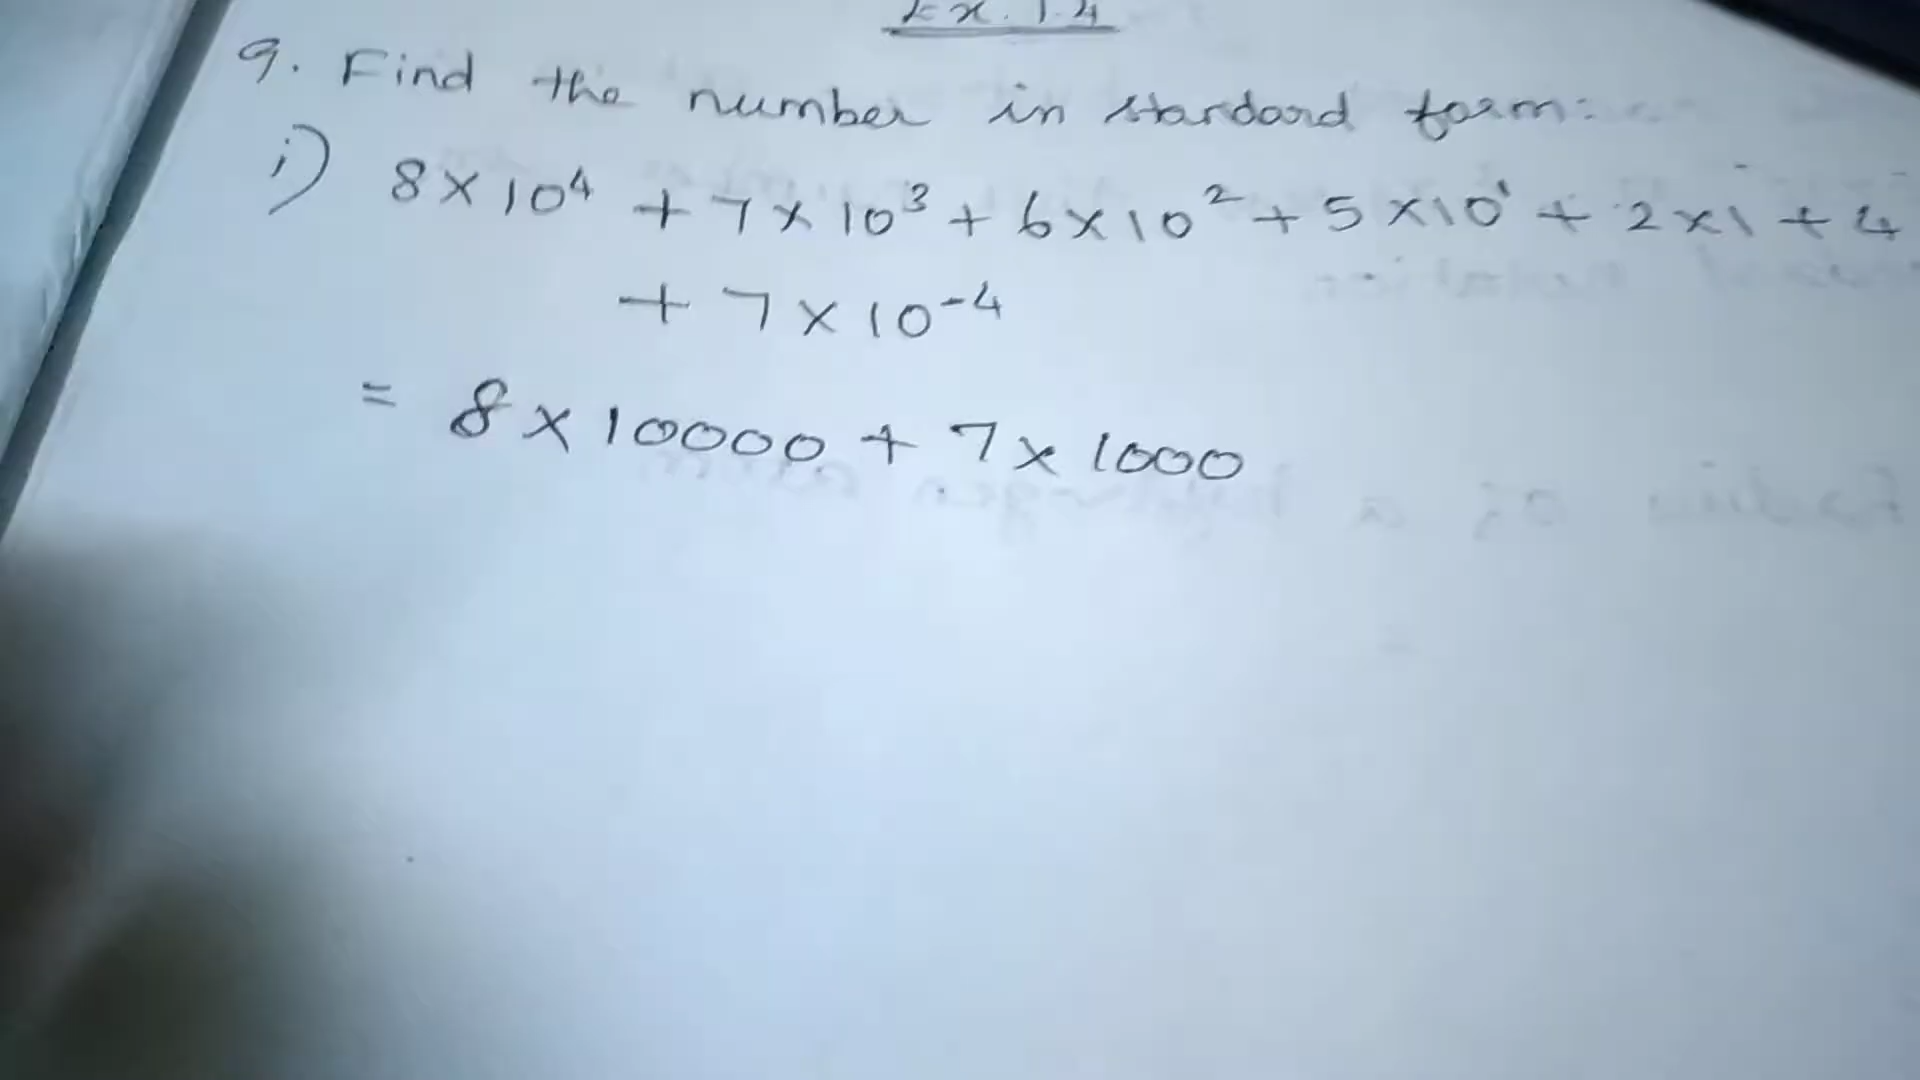 Ex. 1.4
9. Find the number in standard form:
i) 8×10⁴ + 7×10³ + 6×10² + 5×10¹ + 2×1 + 4
+ 7×10⁻⁴
= 8×10000 + 7×1000